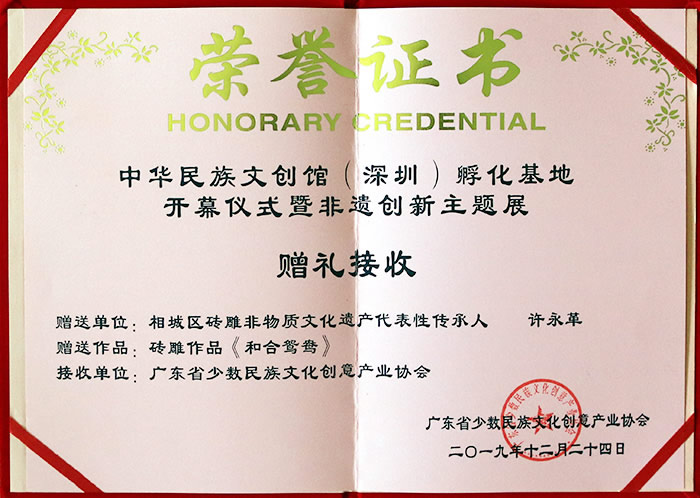 荣誉证书
HONORARY CREDENTIAL
中华民族文创馆（深圳）孵化基地
开幕仪式暨非遗创新主题展
赠礼接收
赠送单位：相城区砖雕非物质文化遗产代表性传承人 许永革
赠送作品：砖雕作品《和合鸳鸯》
接收单位：广东省少数民族文化创意产业协会
广东省少数民族文化创意产业协会
二〇一九年十二月二十四日